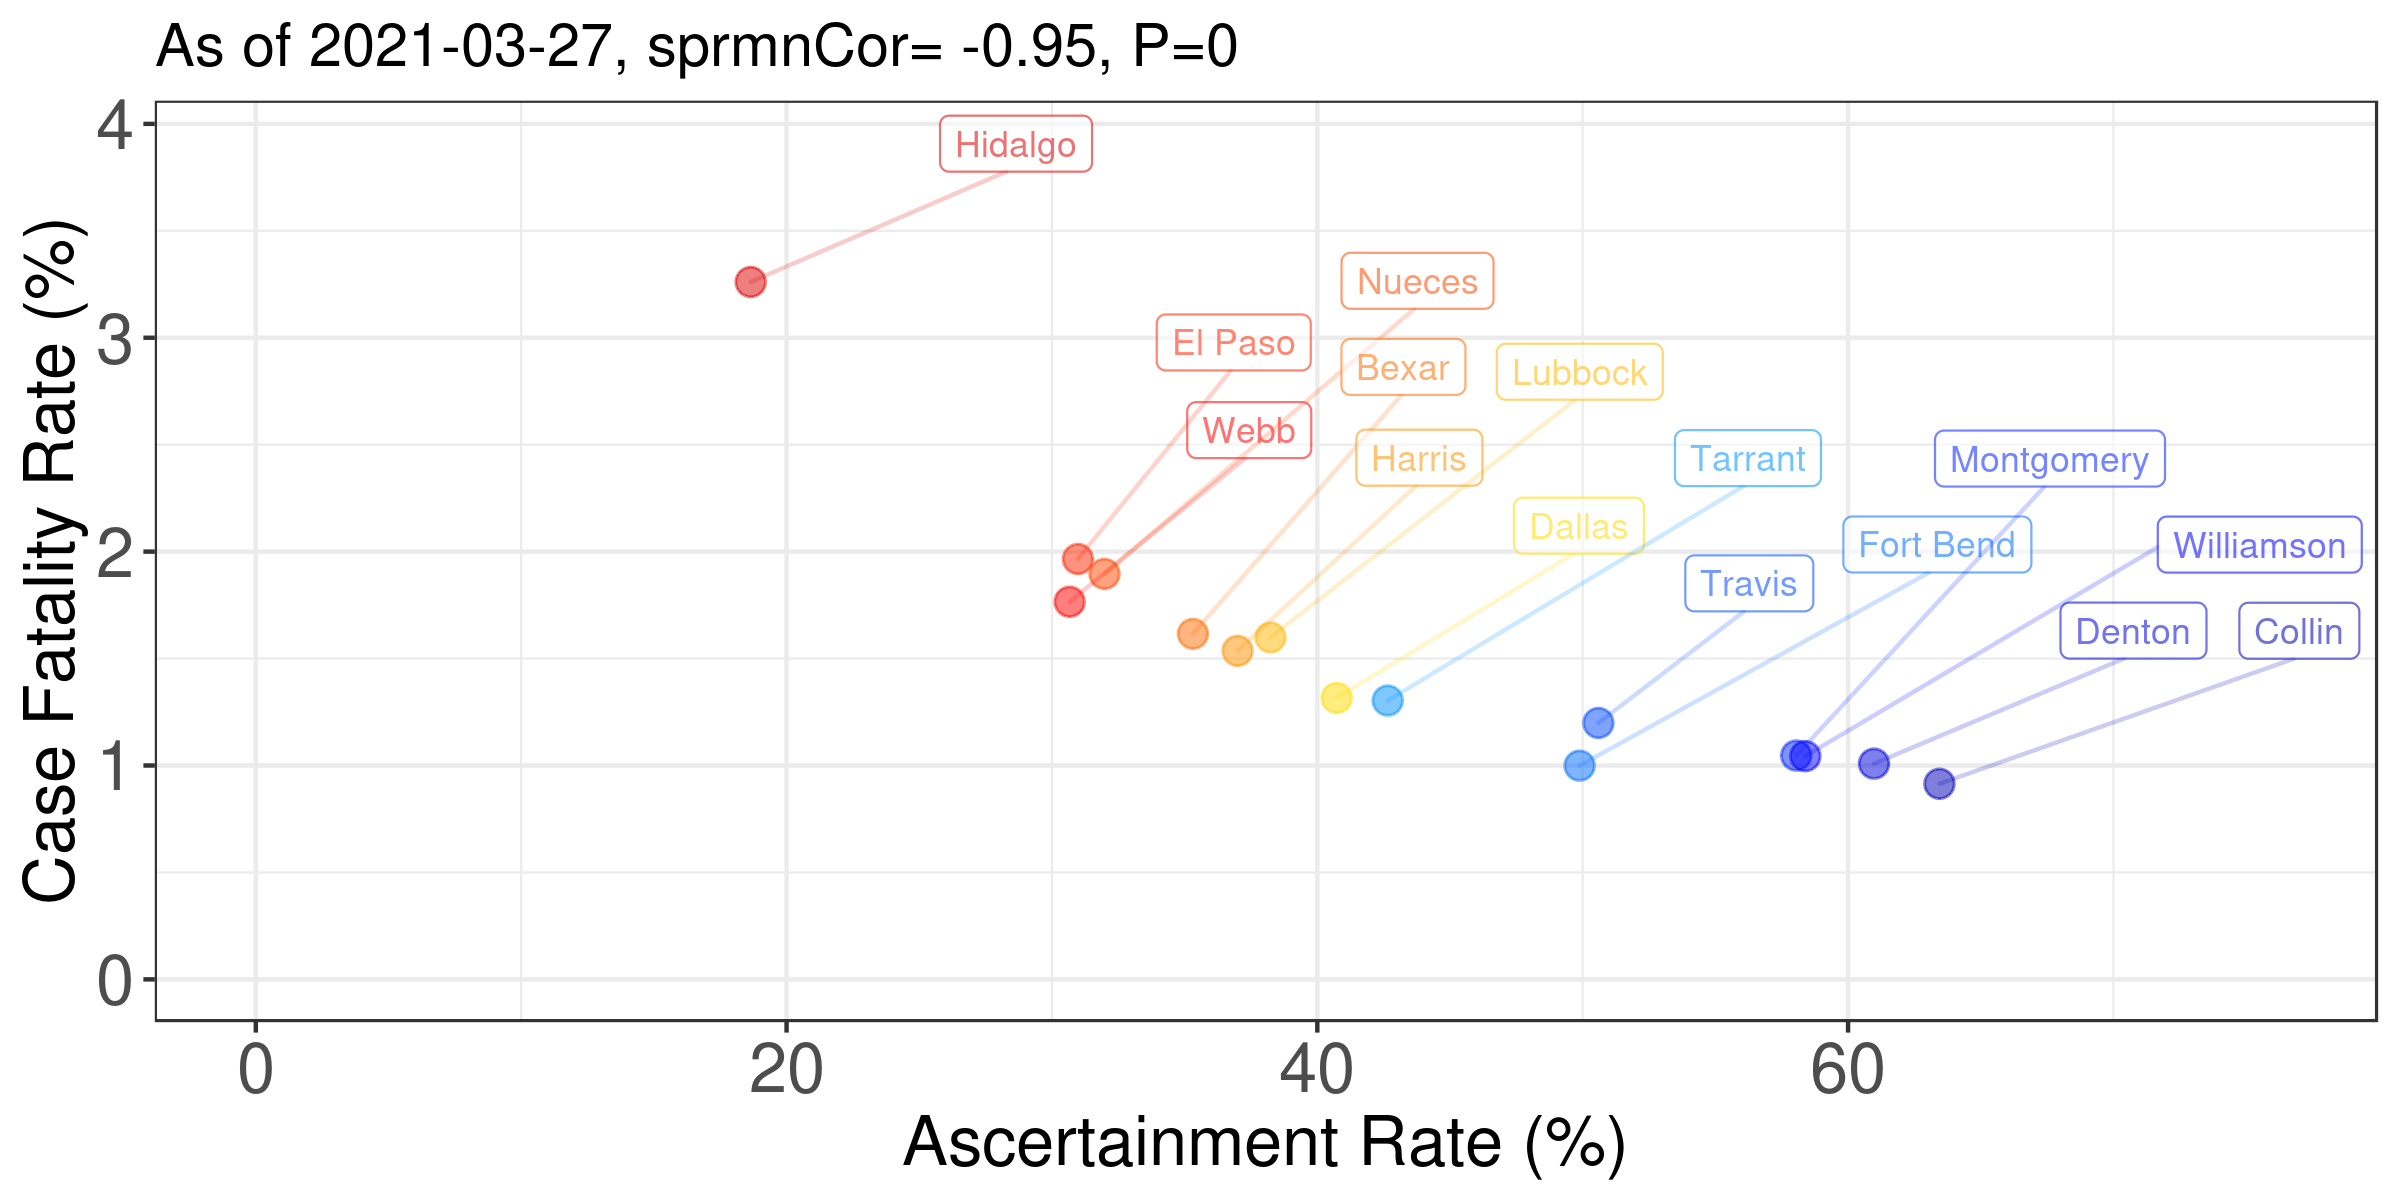 As of 2021-03-27, sprmnCor= -0.95, P=0
Case Fatality Rate (%)
4
3
2
1
0
Hidalgo
Nueces
El Paso
Bexar
Lubbock
Webb
Harris
Tarrant
Montgomery
Dallas
Fort Bend
Williamson
Travis
Denton
Collin
0
20
40
60
Ascertainment Rate (%)